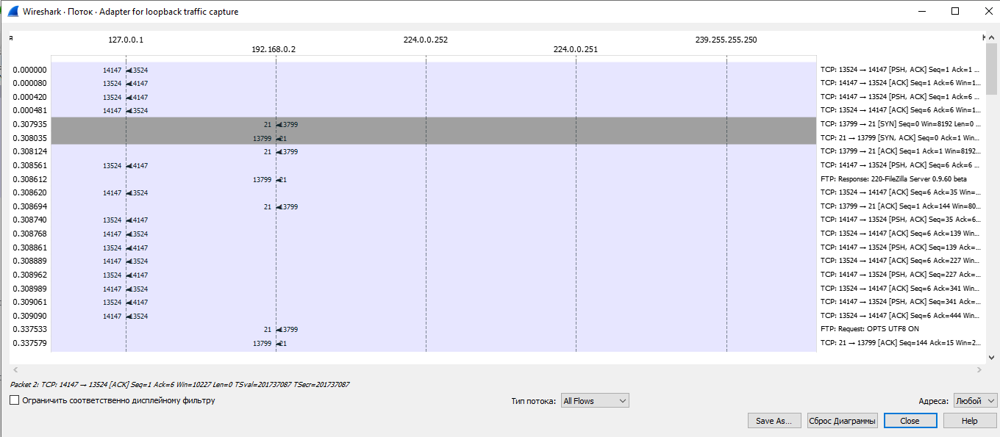 Wireshark · Поток · Adapter for loopback traffic capture
127.0.0.1 224.0.0.252 239.255.255.250
192.168.0.2 224.0.0.251
0.000000 14147 13524 TCP: 13524 → 14147 [PSH, ACK] Seq=1 Ack=1 ...
0.000080 13524 14147 TCP: 14147 → 13524 [ACK] Seq=1 Ack=6 Win=1...
0.000420 13524 14147 TCP: 14147 → 13524 [PSH, ACK] Seq=1 Ack=6 ...
0.000481 14147 13524 TCP: 13524 → 14147 [ACK] Seq=6 Ack=6 Win=1...
0.307935 21 13799 TCP: 13799 → 21 [SYN] Seq=0 Win=8192 Len=0 ...
0.308035 13799 21 TCP: 21 → 13799 [SYN, ACK] Seq=0 Ack=1 Win...
0.308124 21 13799 TCP: 13799 → 21 [ACK] Seq=1 Ack=1 Win=8192...
0.308561 13524 14147 TCP: 14147 → 13524 [PSH, ACK] Seq=6 Ack=6 ...
0.308612 13799 21 FTP: Response: 220-FileZilla Server 0.9.60 beta
0.308620 14147 13524 TCP: 13524 → 14147 [ACK] Seq=6 Ack=35 Win=...
0.308694 21 13799 TCP: 13799 → 21 [ACK] Seq=1 Ack=144 Win=80...
0.308740 13524 14147 TCP: 14147 → 13524 [PSH, ACK] Seq=35 Ack=6...
0.308768 14147 13524 TCP: 13524 → 14147 [ACK] Seq=6 Ack=139 Win...
0.308861 13524 14147 TCP: 14147 → 13524 [PSH, ACK] Seq=139 Ack=...
0.308889 14147 13524 TCP: 13524 → 14147 [ACK] Seq=6 Ack=227 Win...
0.308962 13524 14147 TCP: 14147 → 13524 [PSH, ACK] Seq=227 Ack=...
0.308989 14147 13524 TCP: 13524 → 14147 [ACK] Seq=6 Ack=341 Win...
0.309061 13524 14147 TCP: 14147 → 13524 [PSH, ACK] Seq=341 Ack=...
0.309090 14147 13524 TCP: 13524 → 14147 [ACK] Seq=6 Ack=444 Win...
0.337533 21 13799 FTP: Request: OPTS UTF8 ON
0.337579 13799 21 TCP: 21 → 13799 [ACK] Seq=144 Ack=15 Win=2...
Packet 2: TCP: 14147 → 13524 [ACK] Seq=1 Ack=6 Win=10227 Len=0 TSval=201737087 TSecr=201737087
Ограничить соответственно дисплейному фильтру Тип потока: All Flows Адреса: Любой
Save As... Сброс Диаграммы Close Help